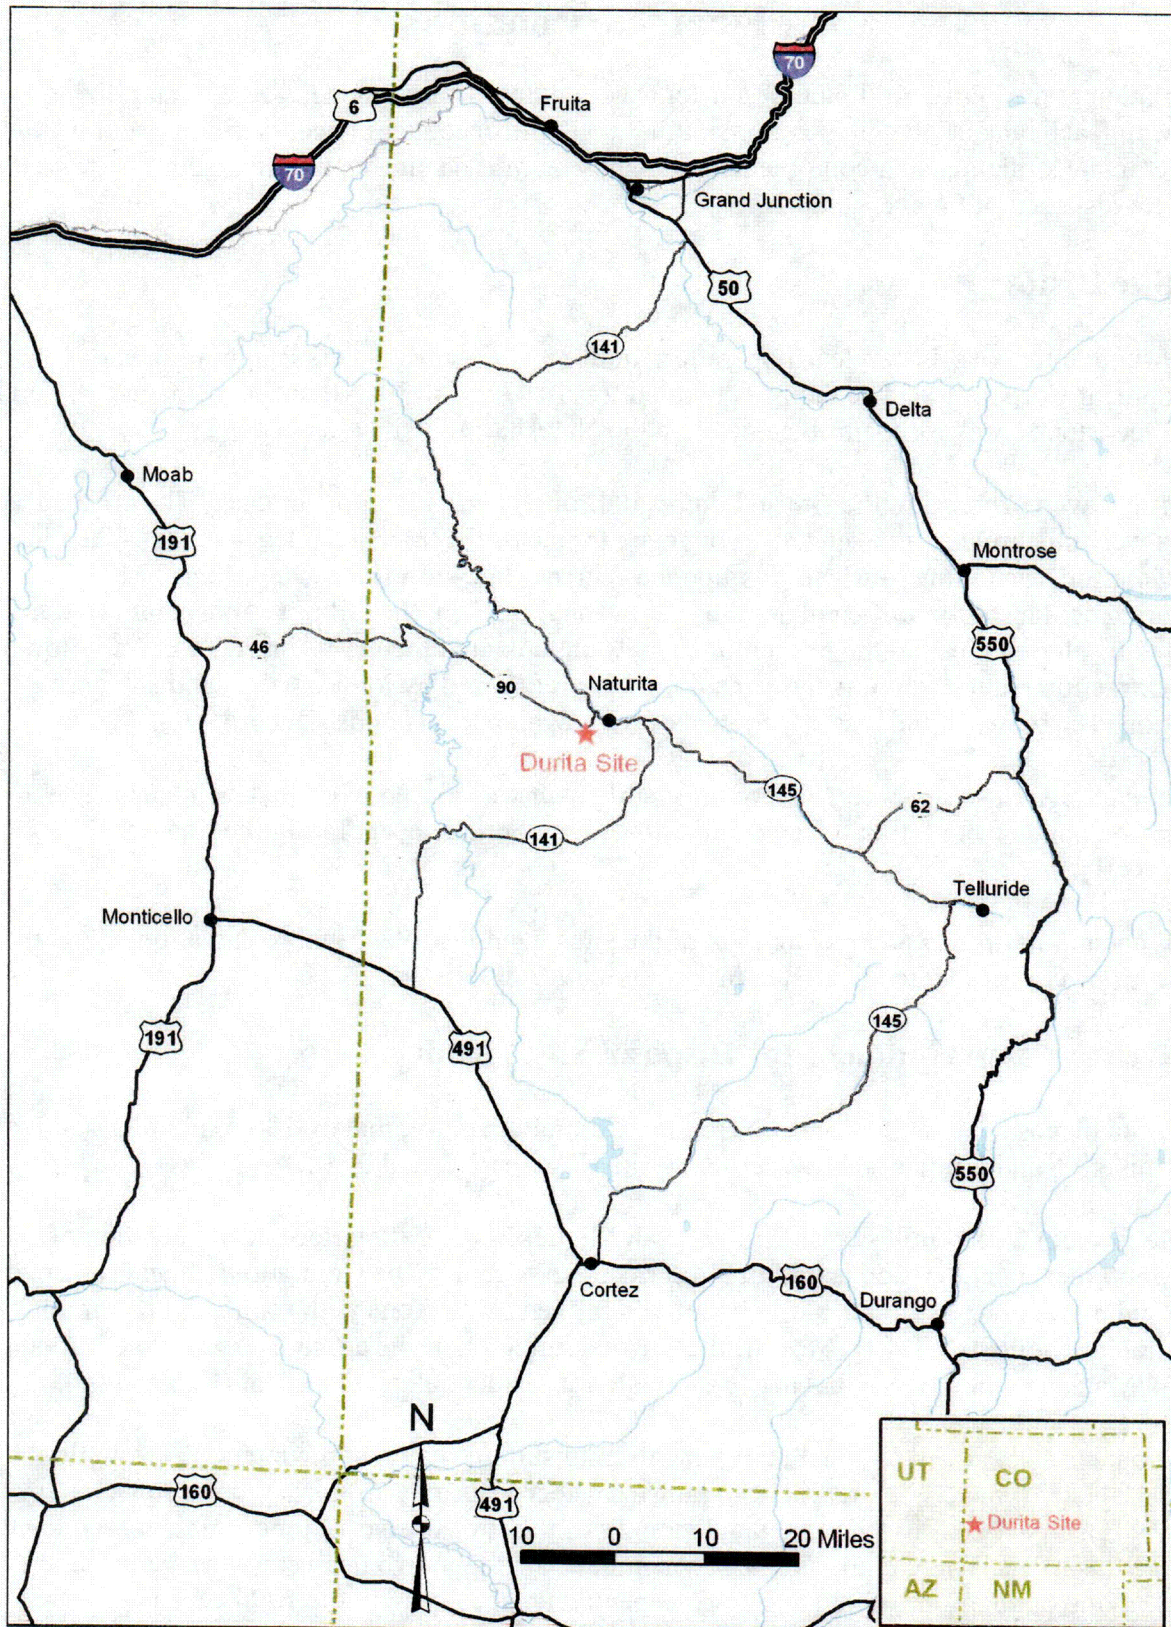 70
6
Fruita
70
Grand Junction
50
141
Delta
Moab
191
Montrose
550
46
90
Naturita
Durita Site
145
62
141
Telluride
Monticello
191
491
145
550
Cortez
160
Durango
N
160
491
10 0 10 20 Miles
UT
CO
Durita Site
AZ
NM